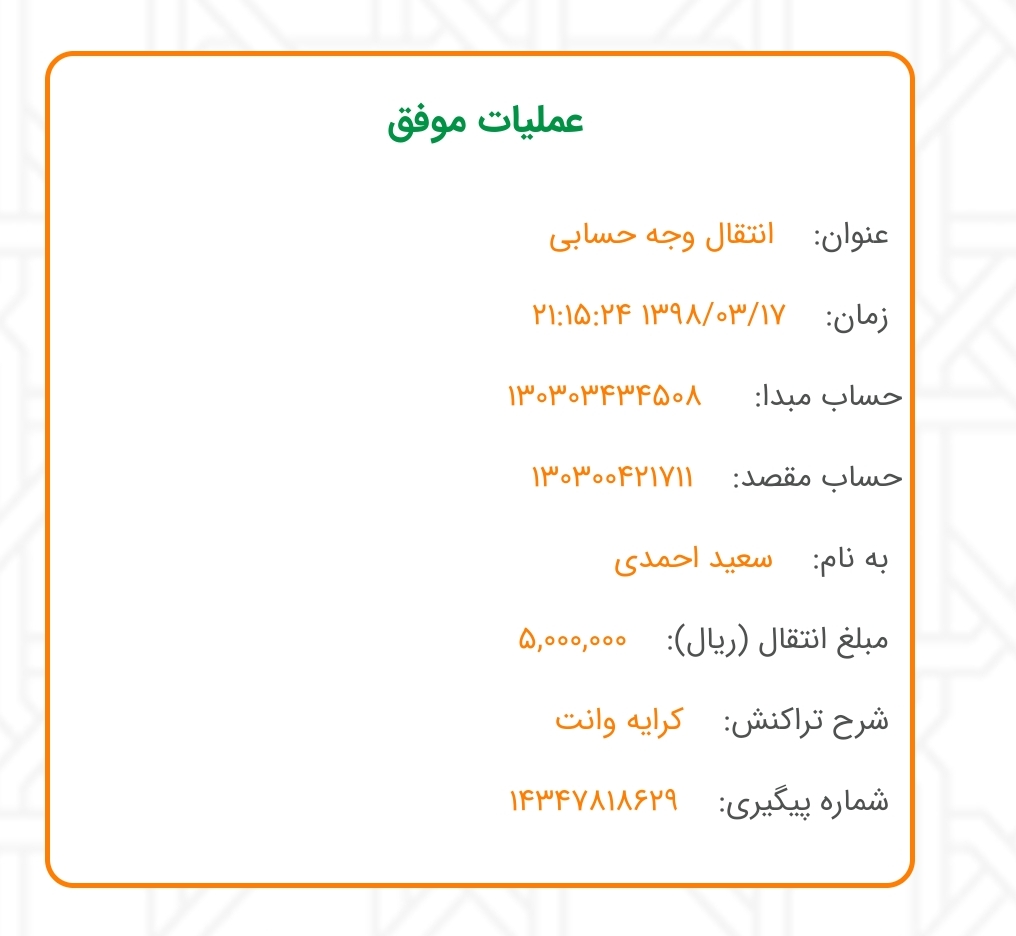 عملیات موفق
عنوان: انتقال وجه حسابی
زمان: ۱۳۹۸/۰۳/۱۷ ۲۱:۱۵:۲۴
حساب مبدا: ۱۳۰۳۰۳۴۳۴۵۰۸
حساب مقصد: ۱۳۰۳۰۰۴۲۱۷۱۱
به نام: سعید احمدی
مبلغ انتقال (ریال): ۵,۰۰۰,۰۰۰
شرح تراکنش: کرایه وانت
شماره پیگیری: ۱۴۳۴۷۸۱۸۶۲۹